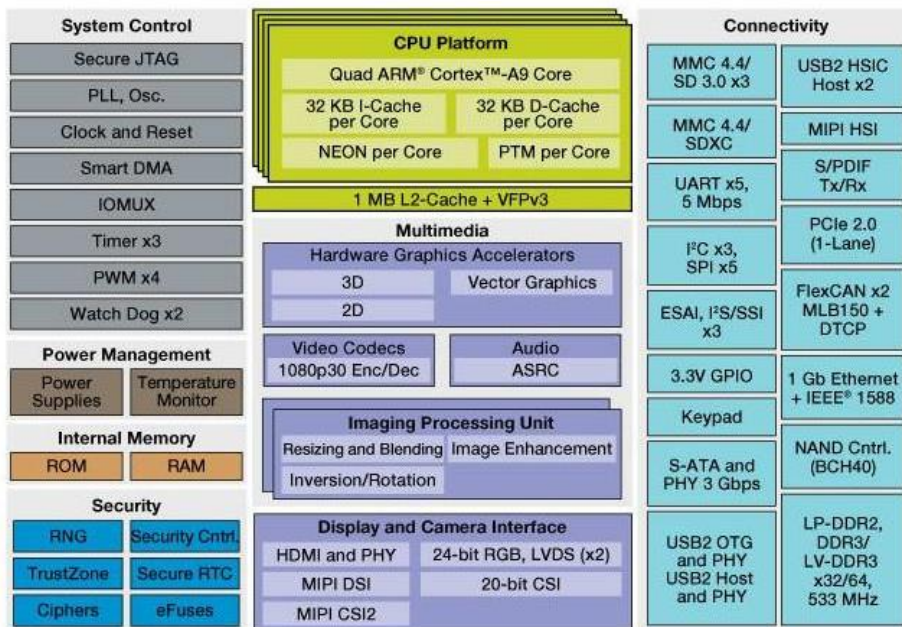 System Control
Secure JTAG
PLL, Osc.
Clock and Reset
Smart DMA
IOMUX
Timer x3
PWM x4
Watch Dog x2
Power Management
Power
Supplies
Temperature
Monitor
Internal Memory
ROM
RAM
Security
RNG
Security Cntrl.
TrustZone
Secure RTC
Ciphers
eFuses
CPU Platform
Quad ARM® Cortex™-A9 Core
32 KB I-Cache
per Core
32 KB D-Cache
per Core
NEON per Core
PTM per Core
1 MB L2-Cache + VFPv3
Multimedia
Hardware Graphics Accelerators
3D
Vector Graphics
2D
Video Codecs
1080p30 Enc/Dec
Audio
ASRC
Imaging Processing Unit
Resizing and Blending
Image Enhancement
Inversion/Rotation
Display and Camera Interface
HDMI and PHY
24-bit RGB, LVDS (x2)
MIPI DSI
20-bit CSI
MIPI CSI2
Connectivity
MMC 4.4/
SD 3.0 x3
MMC 4.4/
SDXC
UART x5,
5 Mbps
I²C x3,
SPI x5
ESAI, I²S/SSI
x3
3.3V GPIO
Keypad
S-ATA and
PHY 3 Gbps
USB2 OTG
and PHY
USB2 Host
and PHY
USB2 HSIC
Host x2
MIPI HSI
S/PDIF
Tx/Rx
PCIe 2.0
(1-Lane)
FlexCAN x2
MLB150 +
DTCP
1 Gb Ethernet
+ IEEE® 1588
NAND Cntrl.
(BCH40)
LP-DDR2,
DDR3/
LV-DDR3
x32/64,
533 MHz